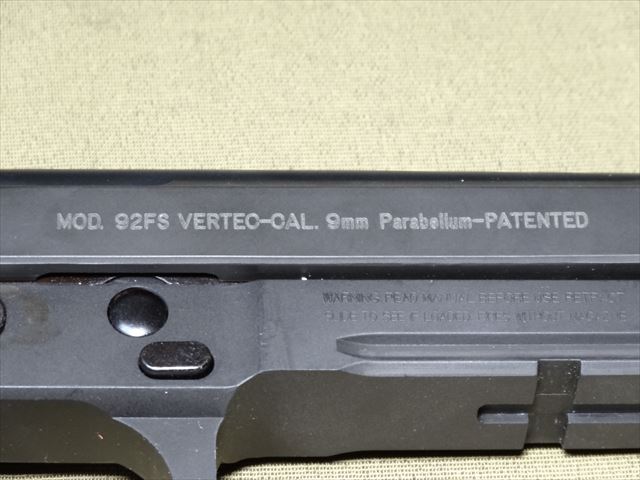 MOD. 92FS VERTEC-CAL. 9mm Parabellum-PATENTED
WARNING: READ MANUAL BEFORE USE RETRACT
SLIDE TO SEE IF LOADED. FIRES WITHOUT MAGAZINE